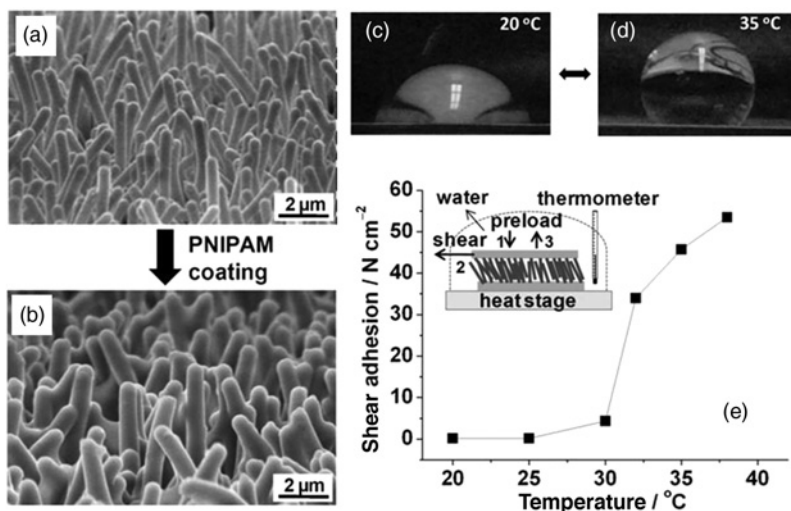 (a)
2 µm
PNIPAM
coating
(b)
2 µm
(c)
20 °C
(d)
35 °C
Shear adhesion / N cm⁻²
60
50
40
30
20
10
0
water
thermometer
preload
shear
1
3
2
heat stage
(e)
20
25
30
35
40
Temperature / °C